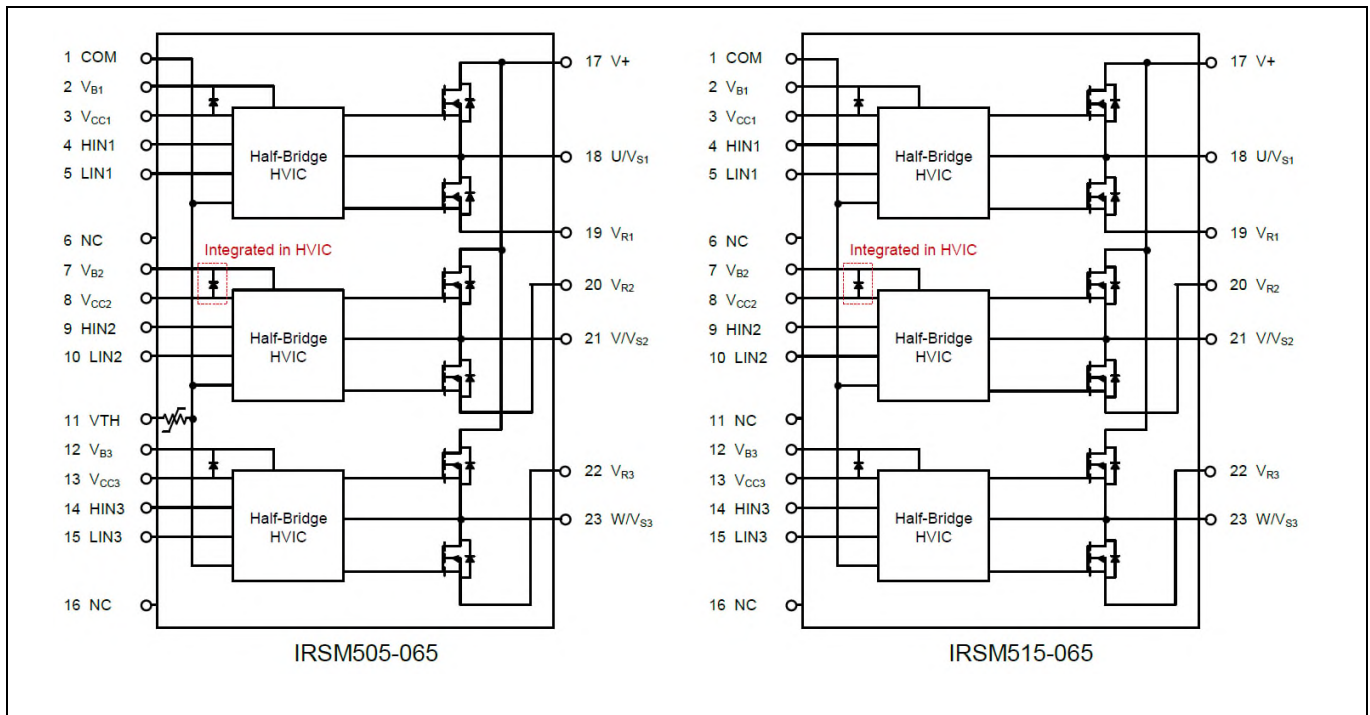 1 COM
2 VB1
3 VCC1
4 HIN1
5 LIN1
6 NC
7 VB2
8 VCC2
9 HIN2
10 LIN2
11 VTH
12 VB3
13 VCC3
14 HIN3
15 LIN3
16 NC
Half-Bridge
HVIC
Integrated in HVIC
Half-Bridge
HVIC
Half-Bridge
HVIC
17 V+
18 U/VS1
19 VR1
20 VR2
21 V/VS2
22 VR3
23 W/VS3
IRSM505-065
1 COM
2 VB1
3 VCC1
4 HIN1
5 LIN1
6 NC
7 VB2
8 VCC2
9 HIN2
10 LIN2
11 NC
12 VB3
13 VCC3
14 HIN3
15 LIN3
16 NC
Half-Bridge
HVIC
Integrated in HVIC
Half-Bridge
HVIC
Half-Bridge
HVIC
17 V+
18 U/VS1
19 VR1
20 VR2
21 V/VS2
22 VR3
23 W/VS3
IRSM515-065